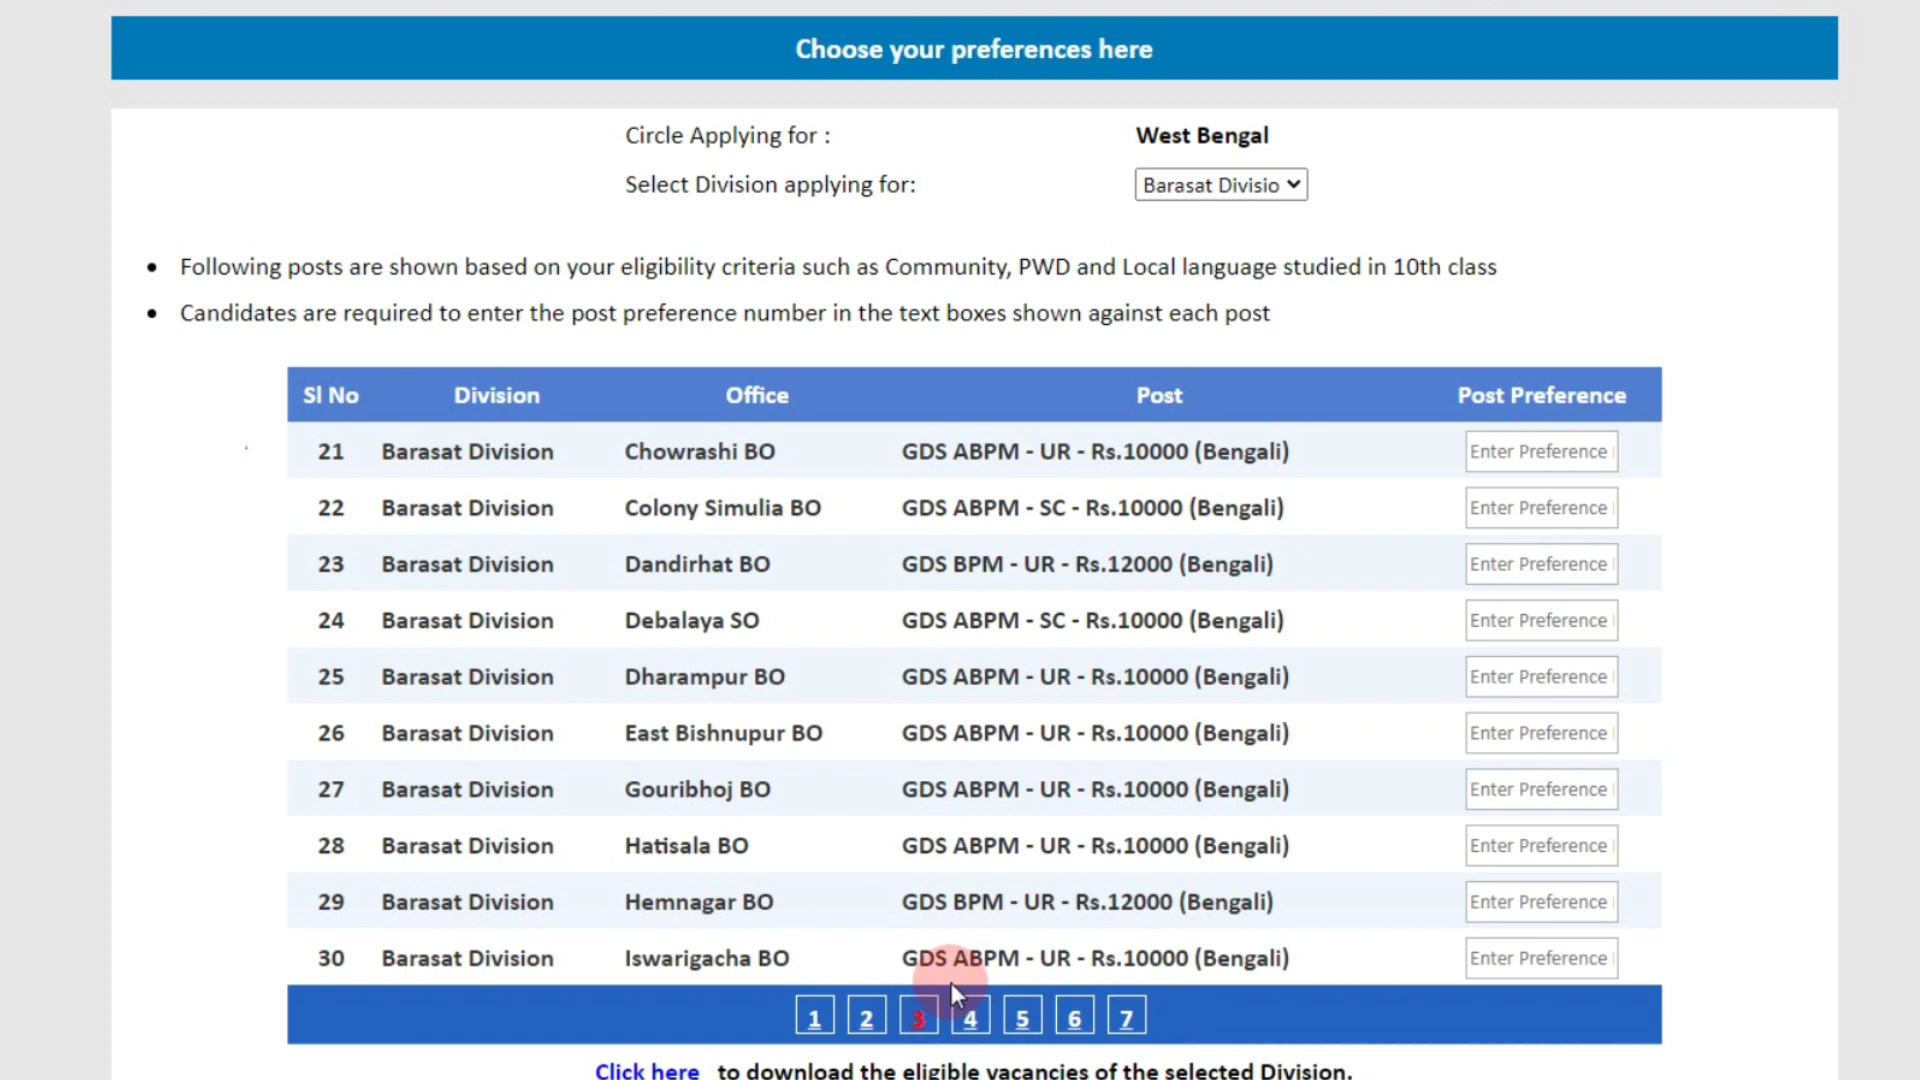 Choose your preferences here
Circle Applying for : West Bengal
Select Division applying for: Barasat Divisio
• Following posts are shown based on your eligibility criteria such as Community, PWD and Local language studied in 10th class
• Candidates are required to enter the post preference number in the text boxes shown against each post
Sl No Division Office Post Post Preference
21 Barasat Division Chowrashi BO GDS ABPM - UR - Rs.10000 (Bengali) Enter Preference
22 Barasat Division Colony Simulia BO GDS ABPM - SC - Rs.10000 (Bengali) Enter Preference
23 Barasat Division Dandirhat BO GDS BPM - UR - Rs.12000 (Bengali) Enter Preference
24 Barasat Division Debalaya SO GDS ABPM - SC - Rs.10000 (Bengali) Enter Preference
25 Barasat Division Dharampur BO GDS ABPM - UR - Rs.10000 (Bengali) Enter Preference
26 Barasat Division East Bishnupur BO GDS ABPM - UR - Rs.10000 (Bengali) Enter Preference
27 Barasat Division Gouribhoj BO GDS ABPM - UR - Rs.10000 (Bengali) Enter Preference
28 Barasat Division Hatisala BO GDS ABPM - UR - Rs.10000 (Bengali) Enter Preference
29 Barasat Division Hemnagar BO GDS BPM - UR - Rs.12000 (Bengali) Enter Preference
30 Barasat Division Iswarigacha BO GDS ABPM - UR - Rs.10000 (Bengali) Enter Preference
1 2 3 4 5 6 7
Click here to download the eligible vacancies of the selected Division.